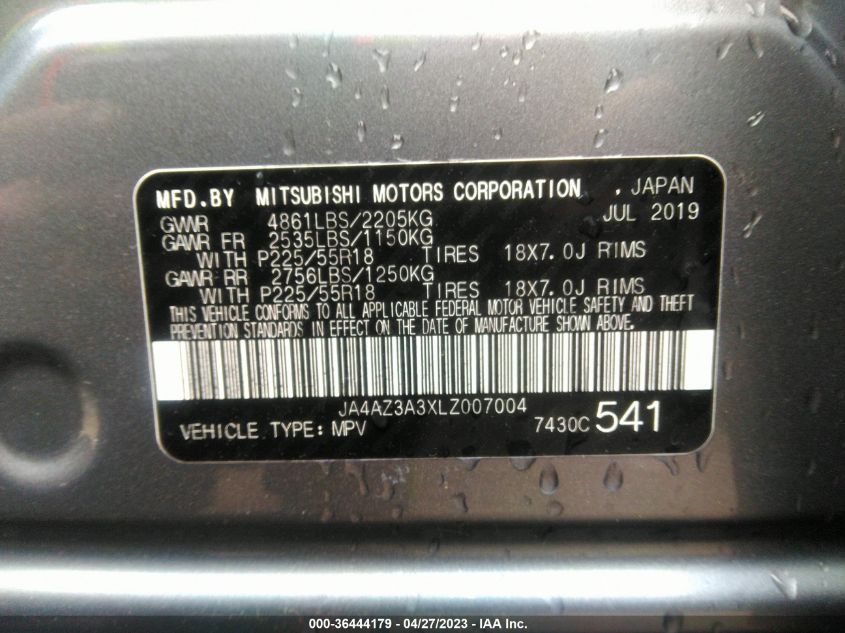 MFD.BY MITSUBISHI MOTORS CORPORATION , JAPAN
GVWR 4861LBS/2205KG JUL 2019
GAWR FR 2535LBS/1150KG
WITH P225/55R18 TIRES 18X7.0J RIMS
GAWR RR 2756LBS/1250KG
WITH P225/55R18 TIRES 18X7.0J RIMS
THIS VEHICLE CONFORMS TO ALL APPLICABLE FEDERAL MOTOR VEHICLE SAFETY AND THEFT
PREVENTION STANDARDS IN EFFECT ON THE DATE OF MANUFACTURE SHOWN ABOVE.
JA4AZ3A3XLZ007004
VEHICLE TYPE: MPV 7430C 541
000-36444179 - 04/27/2023 - IAA Inc.